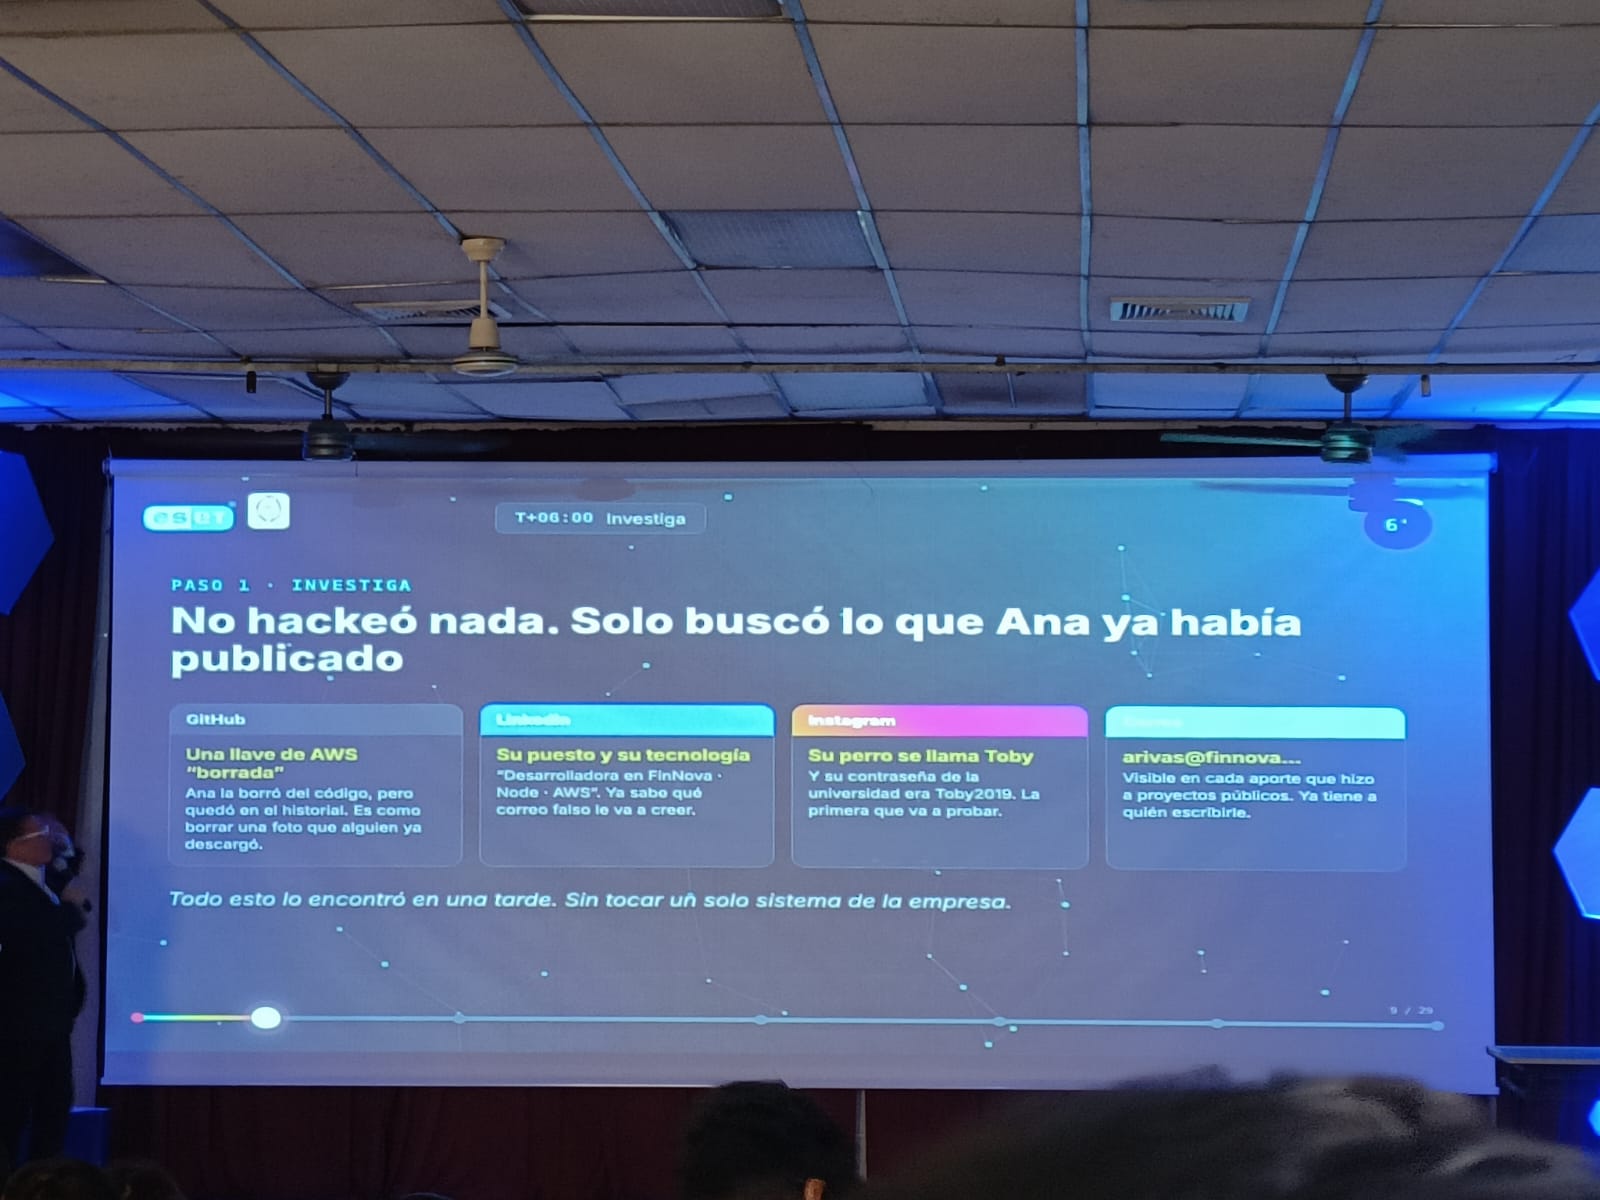 eset
T+06:00 Investiga
6'
PASO 1 · INVESTIGA
No hackeó nada. Solo buscó lo que Ana ya había
publicado
GitHub
Una llave de AWS
"borrada"
Ana la borró del código, pero
quedó en el historial. Es como
borrar una foto que alguien ya
descargó.
LinkedIn
Su puesto y su tecnología
"Desarrolladora en FinNova ·
Node · AWS". Ya sabe qué
correo falso le va a creer.
Instagram
Su perro se llama Toby
Y su contraseña de la
universidad era Toby2019. La
primera que va a probar.
arivas@finnova...
Visible en cada aporte que hizo
a proyectos públicos. Ya tiene a
quién escribirle.
Todo esto lo encontró en una tarde. Sin tocar un solo sistema de la empresa.
9 / 29